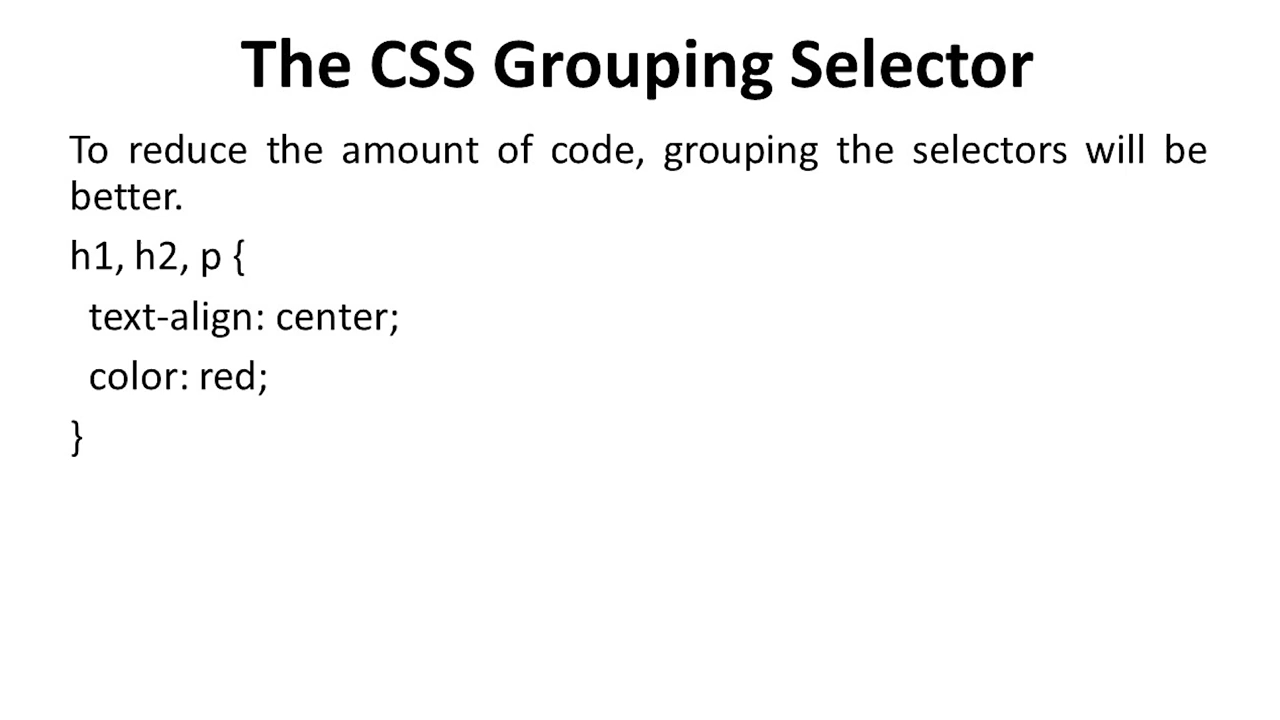 The CSS Grouping Selector
To reduce the amount of code, grouping the selectors will be
better.
h1, h2, p {
  text-align: center;
  color: red;
}